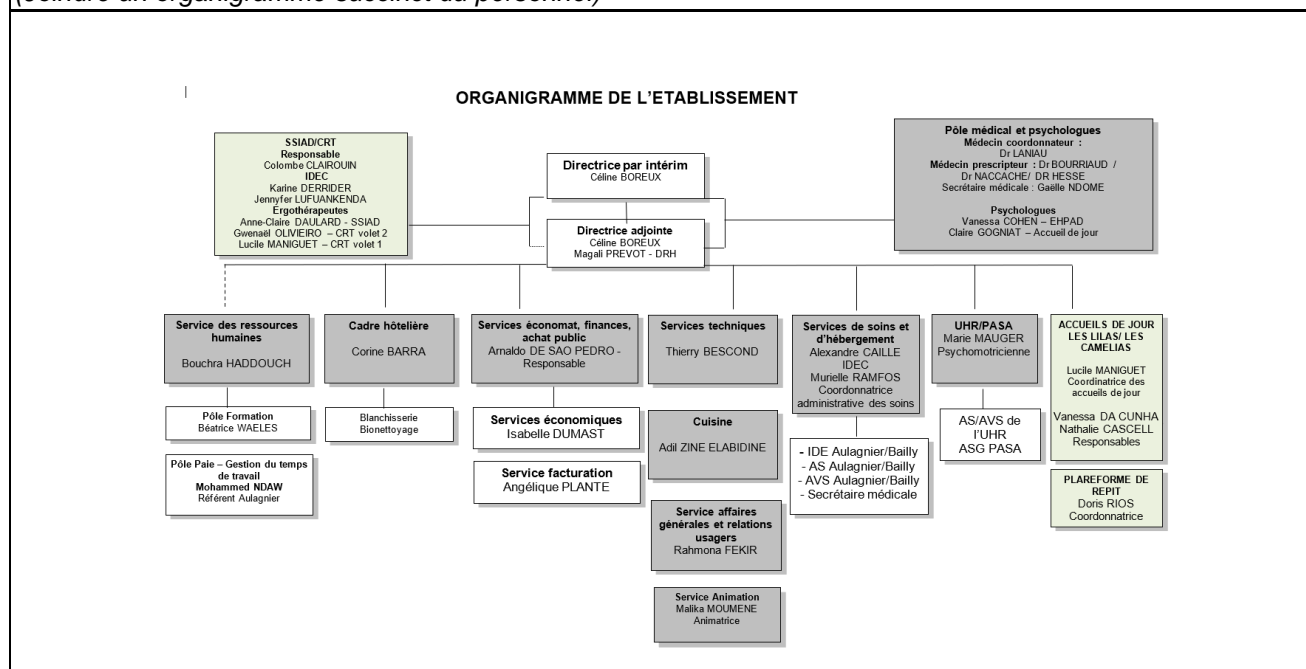 (Joindre un organigramme succinct du personnel)
ORGANIGRAMME DE L'ETABLISSEMENT
SSIAD/CRT
Responsable
Colombe CLAIROUIN
IDEC
Karine DERRIDER
Jennyfer LUFUANKENDA
Ergothérapeutes
Anne-Claire DAULARD - SSIAD
Gwenaël OLIVIEIRO – CRT volet 2
Lucile MANIGUET – CRT volet 1
Directrice par intérim
Céline BOREUX
Directrice adjointe
Céline BOREUX
Magali PREVOT - DRH
Pôle médical et psychologues
Médecin coordonnateur :
Dr LANIAU
Médecin prescripteur : Dr BOURRIAUD /
Dr NACCACHE/ DR HESSE
Secrétaire médicale : Gaëlle NDOME
Psychologues
Vanessa COHEN – EHPAD
Claire GOGNIAT – Accueil de jour
Service des ressources
humaines
Bouchra HADDOUCH
Pôle Formation
Béatrice WAELES
Pôle Paie – Gestion du temps
de travail
Mohammed NDAW
Référent Aulagnier
Cadre hôtelière
Corine BARRA
Blanchisserie
Bionettoyage
Services économat, finances,
achat public
Arnaldo DE SAO PEDRO -
Responsable
Services économiques
Isabelle DUMAST
Service facturation
Angélique PLANTE
Services techniques
Thierry BESCOND
Cuisine
Adil ZINE ELABIDINE
Service affaires
générales et relations
usagers
Rahmona FEKIR
Service Animation
Malika MOUMENE
Animatrice
Services de soins et
d'hébergement
Alexandre CAILLE
IDEC
Murielle RAMFOS
Coordonnatrice
administrative des soins
- IDE Aulagnier/Bailly
- AS Aulagnier/Bailly
- AVS Aulagnier/Bailly
- Secrétaire médicale
UHR/PASA
Marie MAUGER
Psychomotricienne
AS/AVS de
l'UHR
ASG PASA
ACCUEILS DE JOUR
LES LILAS/ LES
CAMELIAS
Lucile MANIGUET
Coordinatrice des
accueils de jour
Vanessa DA CUNHA
Nathalie CASCELL
Responsables
PLAREFORME DE
REPIT
Doris RIOS
Coordonnatrice